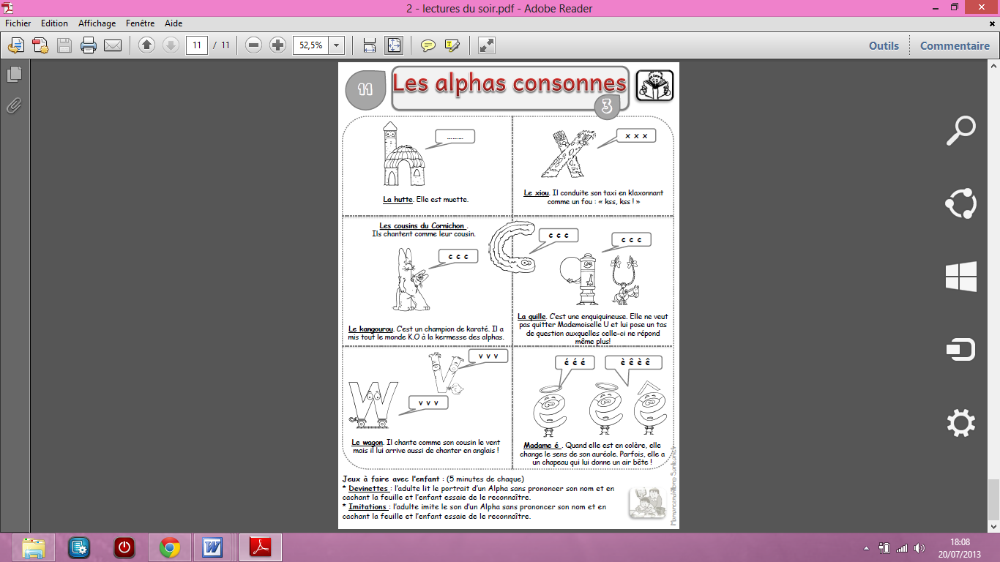 2 - lectures du soir.pdf - Adobe Reader
Fichier Edition Affichage Fenêtre Aide
11 / 11 52,5% Outils Commentaire
11
Les alphas consonnes
3
.........
La hutte. Elle est muette.
x x x
Le xiou. Il conduite son taxi en klaxonnant
comme un fou : « kss, kss ! »
Les cousins du Cornichon .
Ils chantent comme leur cousin.
c c c
c c c
c c c
Le kangourou. C'est un champion de karaté. Il a
mis tout le monde K.O à la kermesse des alphas.
La quille. C'est une enquiquineuse. Elle ne veut
pas quitter Mademoiselle U et lui pose un tas
de question auxquelles celle-ci ne répond
même plus!
v v v
v v v
Le wagon. Il chante comme son cousin le vent
mais il lui arrive aussi de chanter en anglais !
é é é
è ê è ê
Madame é . Quand elle est en colère, elle
change le sens de son auréole. Parfois, elle a
un chapeau qui lui donne un air bête !
Jeux à faire avec l'enfant : (5 minutes de chaque)
* Devinettes : l'adulte lit le portrait d'un Alpha sans prononcer son nom et en
cachant la feuille et l'enfant essaie de le reconnaître.
* Imitations : l'adulte imite le son d'un Alpha sans prononcer son nom et en
cachant la feuille et l'enfant essaie de le reconnaître.
18:08
20/07/2013